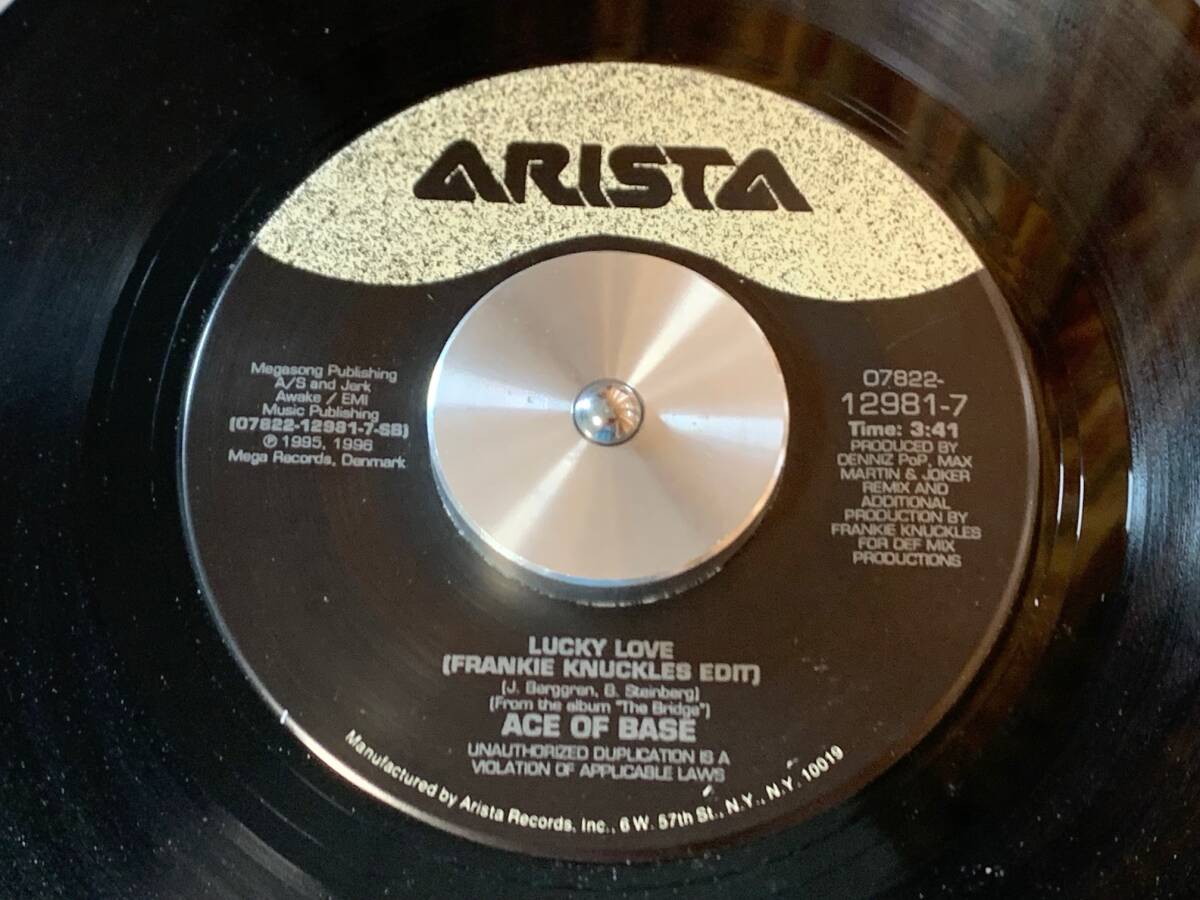 ARISTA
Megasong Publishing
A/S and Jerk
Awake / EMI
Music Publishing
(07822-12981-7-SB)
℗ 1995, 1996
Mega Records, Denmark
07822-
12981-7
Time: 3:41
PRODUCED BY
DENNIZ PoP, MAX
MARTIN & JOKER
REMIX AND
ADDITIONAL
PRODUCTION BY
FRANKIE KNUCKLES
FOR DEF MIX
PRODUCTIONS
LUCKY LOVE
(FRANKIE KNUCKLES EDIT)
(J. Berggren, B. Steinberg)
(From the album "The Bridge")
ACE OF BASE
UNAUTHORIZED DUPLICATION IS A
VIOLATION OF APPLICABLE LAWS
Manufactured by Arista Records, Inc., 6 W. 57th St., N.Y., N.Y. 10019